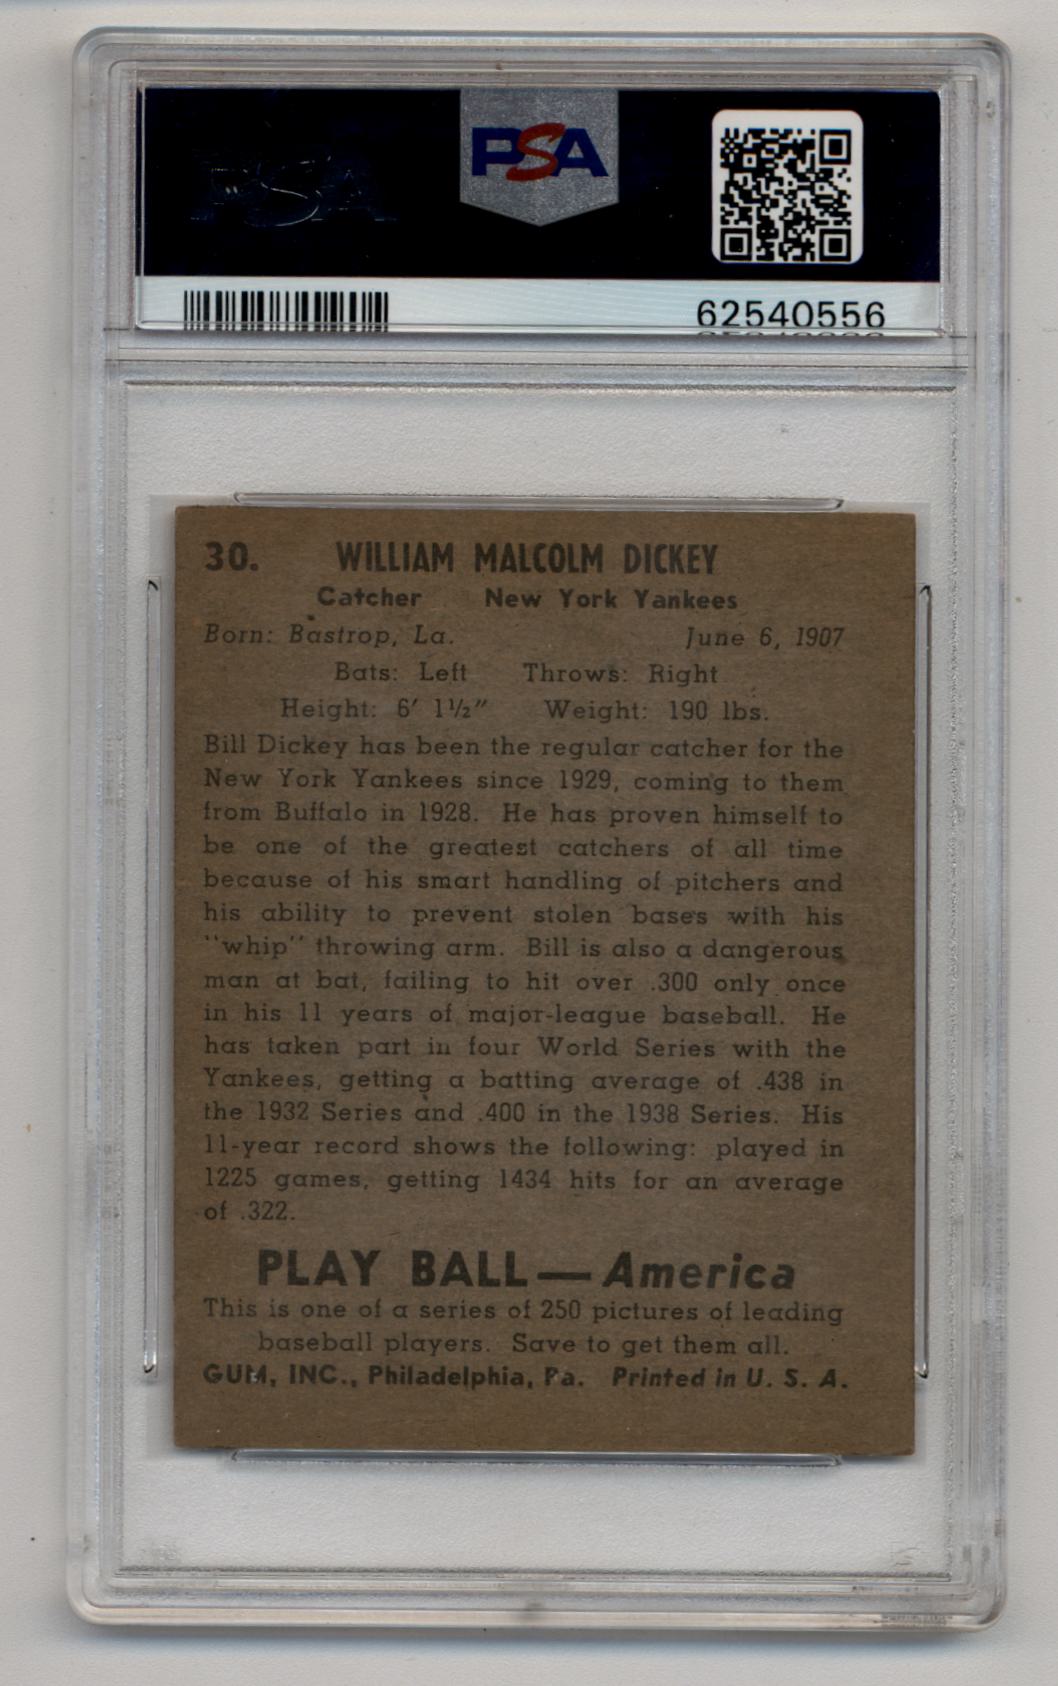 PSA
PSA
62540556
30. WILLIAM MALCOLM DICKEY
Catcher New York Yankees
Born: Bastrop, La. June 6, 1907
Bats: Left Throws: Right
Height: 6' 1½" Weight: 190 lbs.
Bill Dickey has been the regular catcher for the
New York Yankees since 1929, coming to them
from Buffalo in 1928. He has proven himself to
be one of the greatest catchers of all time
because of his smart handling of pitchers and
his ability to prevent stolen bases with his
"whip" throwing arm. Bill is also a dangerous
man at bat, failing to hit over .300 only once
in his 11 years of major-league baseball. He
has taken part in four World Series with the
Yankees, getting a batting average of .438 in
the 1932 Series and .400 in the 1938 Series. His
11-year record shows the following: played in
1225 games, getting 1434 hits for an average
of .322.
PLAY BALL — America
This is one of a series of 250 pictures of leading
baseball players. Save to get them all.
GUM, INC., Philadelphia, Pa. Printed in U. S. A.